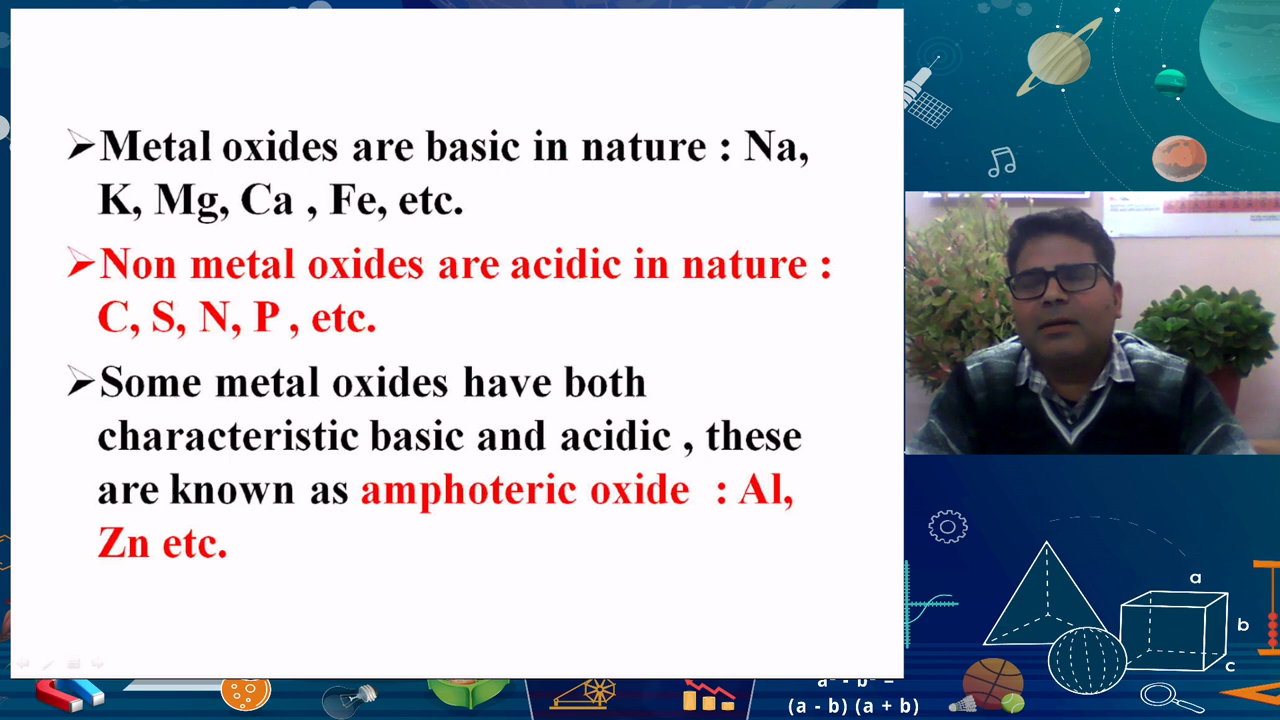 ➢Metal oxides are basic in nature : Na,
K, Mg, Ca , Fe, etc.
➢Non metal oxides are acidic in nature :
C, S, N, P , etc.
➢Some metal oxides have both
characteristic basic and acidic , these
are known as amphoteric oxide : Al,
Zn etc.
a
b
c
(a - b) (a + b)